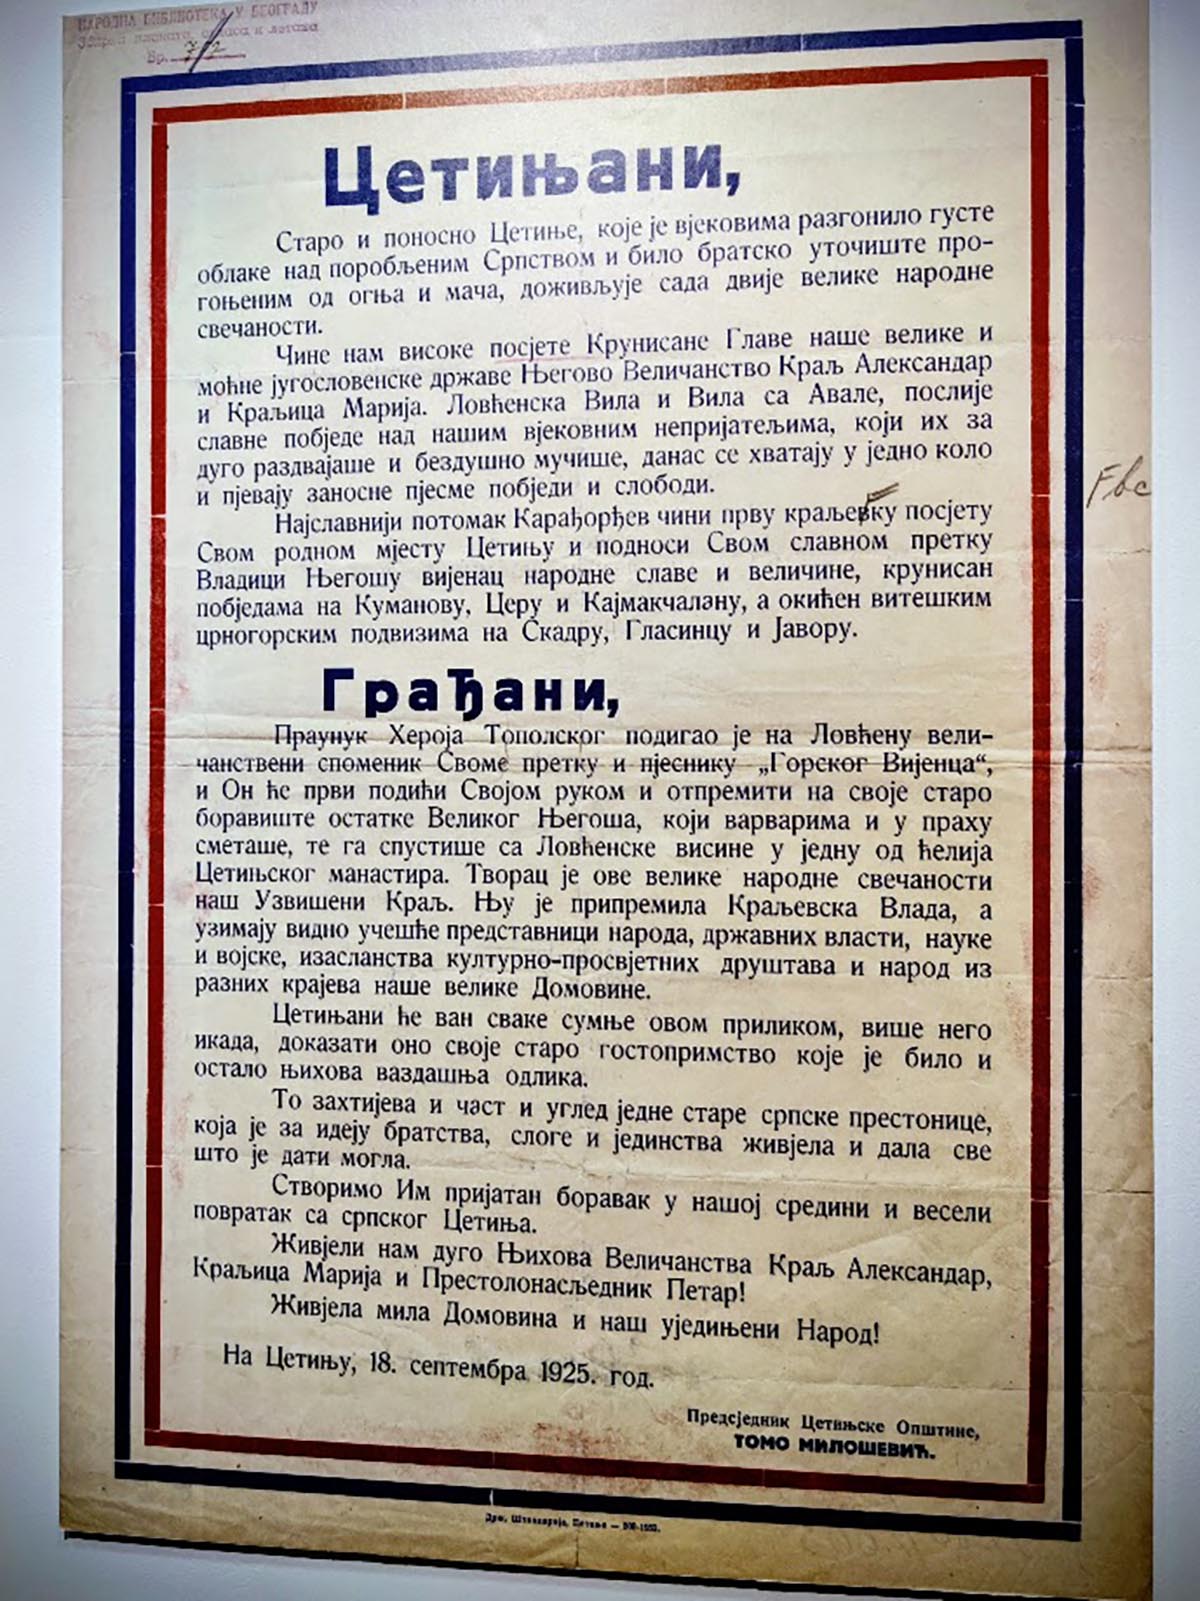 НАРОДНА БИБЛИОТЕКА У БЕОГРАДУ
Бр. 7/2
Цетињани,
Старо и поносно Цетиње, које је вјековима разгонило густе
облаке над поробљеним Српством и било братско уточиште про-
гоњеним од огња и мача, доживљује сада двије велике народне
свечаности.
Чине нам високе посјете Крунисане Главе наше велике и
моћне југословенске државе Његово Величанство Краљ Александар
и Краљица Марија. Ловћенска Вила и Вила са Авале, послије
славне побједе над нашим вјековним непријатељима, који их за
дуго раздвајаше и бездушно мучише, данас се хватају у једно коло
и пјевају заносне пјесме побједи и слободи.
Најславнији потомак Карађорђев чини прву краљевку посјету
Свом родном мјесту Цетињу и подноси Свом славном претку
Владици Његошу вијенац народне славе и величине, крунисан
побједама на Куманову, Церу и Кајмакчалану, а окићен витешким
црногорским подвизима на Скадру, Гласинцу и Јавору.
Fвс
Грађани,
Праунук Хероја Тополског подигао је на Ловћену вели-
чанствени споменик Своме претку и пјеснику „Горског Вијенца“,
и Он ће први подићи Својом руком и отпремити на своје старо
боравиште остатке Великог Његоша, који варварима и у праху
сметаше, те га спустише са Ловћенске висине у једну од ћелија
Цетињског манастира. Творац је ове велике народне свечаности
наш Узвишени Краљ. Њу је припремила Краљевска Влада, а
узимају видно учешће представници народа, државних власти, науке
и војске, изасланства културно-просвјетних друштава и народ из
разних крајева наше велике Домовине.
Цетињани ће ван сваке сумње овом приликом, више него
икада, доказати оно своје старо гостопримство које је било и
остало њихова ваздашња одлика.
То захтијева и част и углед једне старе српске престонице,
која је за идеју братства, слоге и јединства живјела и дала све
што је дати могла.
Створимо Им пријатан боравак у нашој средини и весели
повратак са српског Цетиња.
Живјели нам дуго Њихова Величанства Краљ Александар,
Краљица Марија и Престолонасљедник Петар!
Живјела мила Домовина и наш уједињени Народ!
На Цетињу, 18. септембра 1925. год.
Предсједник Цетињске Општине,
ТОМО МИЛОШЕВИЋ.
Држ. Штампарија, Цетиње —